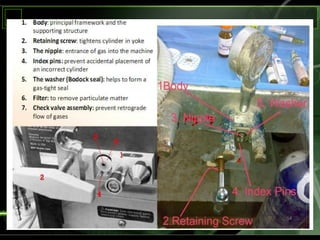 1. Body: principal framework and the
supporting structure
2. Retaining screw: tightens cylinder in yoke
3. The nipple: entrance of gas into the machine
4. Index pins: prevent accidental placement of
an incorrect cylinder
5. The washer (Bodock seal): helps to form a
gas-tight seal
6. Filter: to remove particulate matter
7. Check valve assembly: prevent retrograde
flow of gases
1Body
3. Nipple
4. Index Pins
2.Retaining Screw
1
2